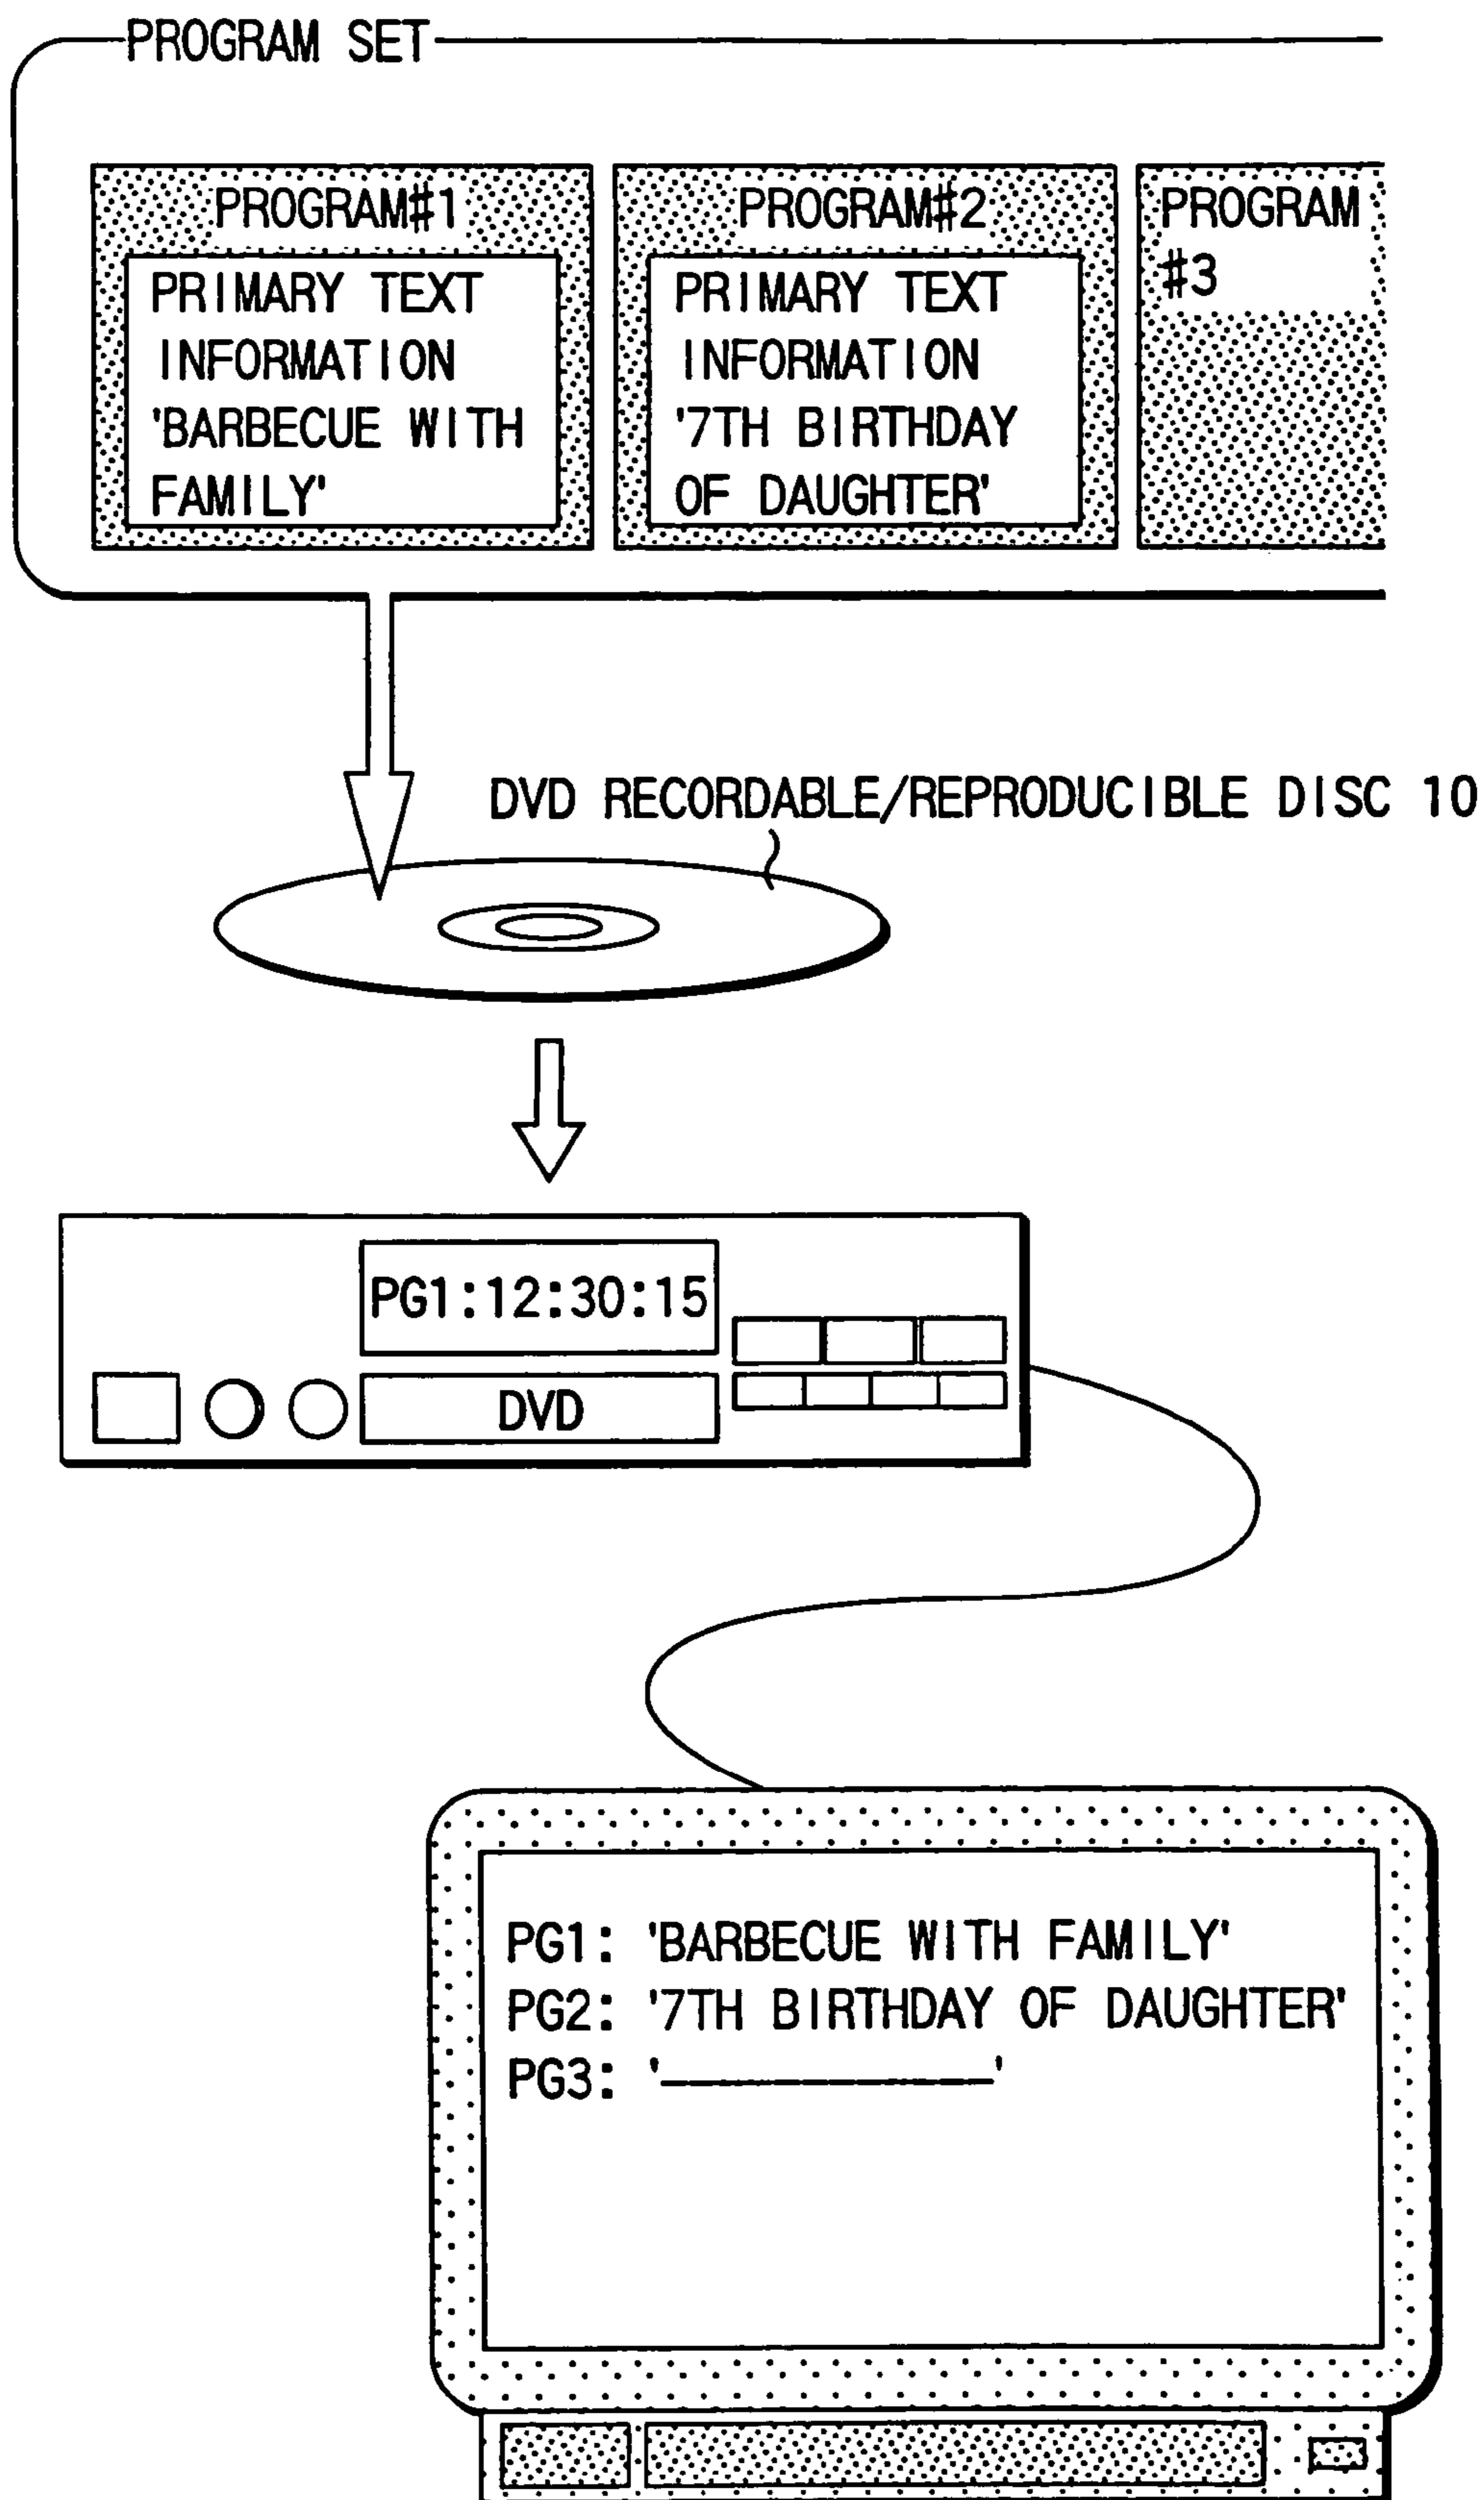 PROGRAM SET
PROGRAM#1
PRIMARY TEXT
INFORMATION
'BARBECUE WITH
FAMILY'
PROGRAM#2
PRIMARY TEXT
INFORMATION
'7TH BIRTHDAY
OF DAUGHTER'
PROGRAM
#3
DVD RECORDABLE/REPRODUCIBLE DISC 10
PG1:12:30:15
DVD
PG1: 'BARBECUE WITH FAMILY'
PG2: '7TH BIRTHDAY OF DAUGHTER'
PG3: '__________'